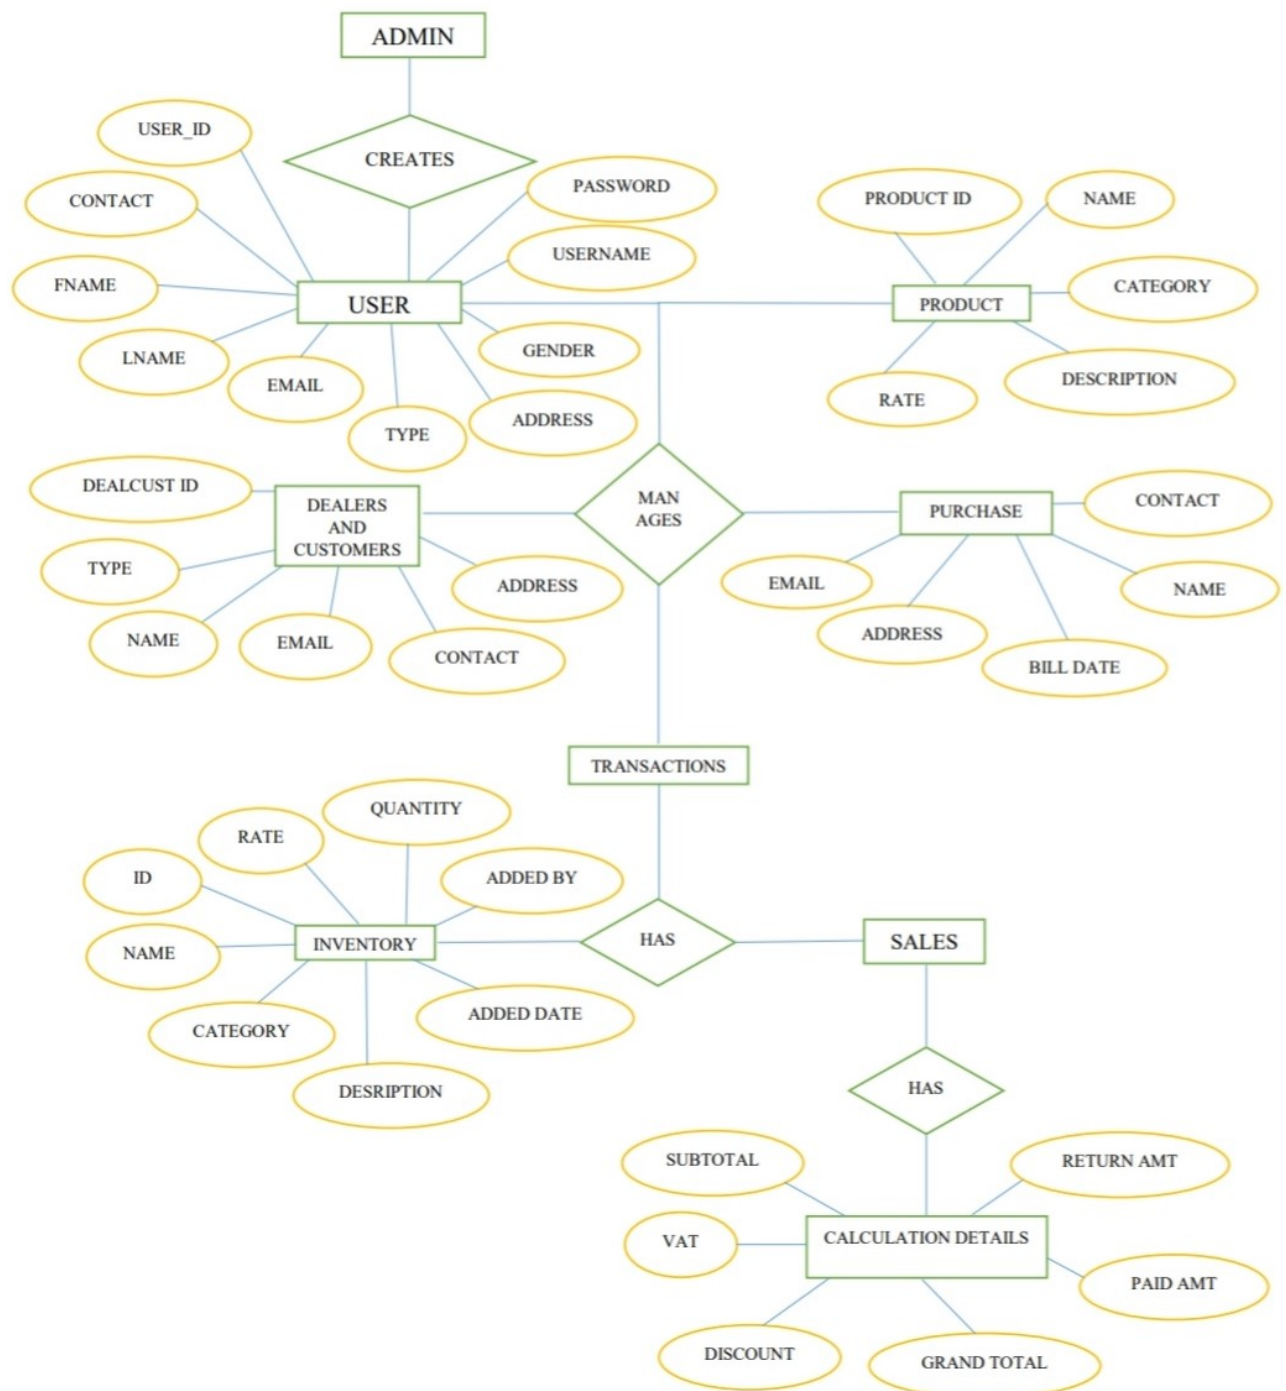 ADMIN
CREATES
USER_ID
CONTACT
FNAME
LNAME
EMAIL
TYPE
PASSWORD
USERNAME
USER
GENDER
ADDRESS
PRODUCT ID
NAME
CATEGORY
PRODUCT
DESCRIPTION
RATE
DEALCUST ID
DEALERS
AND
CUSTOMERS
TYPE
NAME
EMAIL
CONTACT
ADDRESS
MAN
AGES
PURCHASE
CONTACT
EMAIL
ADDRESS
NAME
BILL DATE
TRANSACTIONS
QUANTITY
RATE
ID
ADDED BY
NAME
INVENTORY
CATEGORY
ADDED DATE
DESRIPTION
HAS
SALES
HAS
SUBTOTAL
RETURN AMT
VAT
CALCULATION DETAILS
PAID AMT
DISCOUNT
GRAND TOTAL